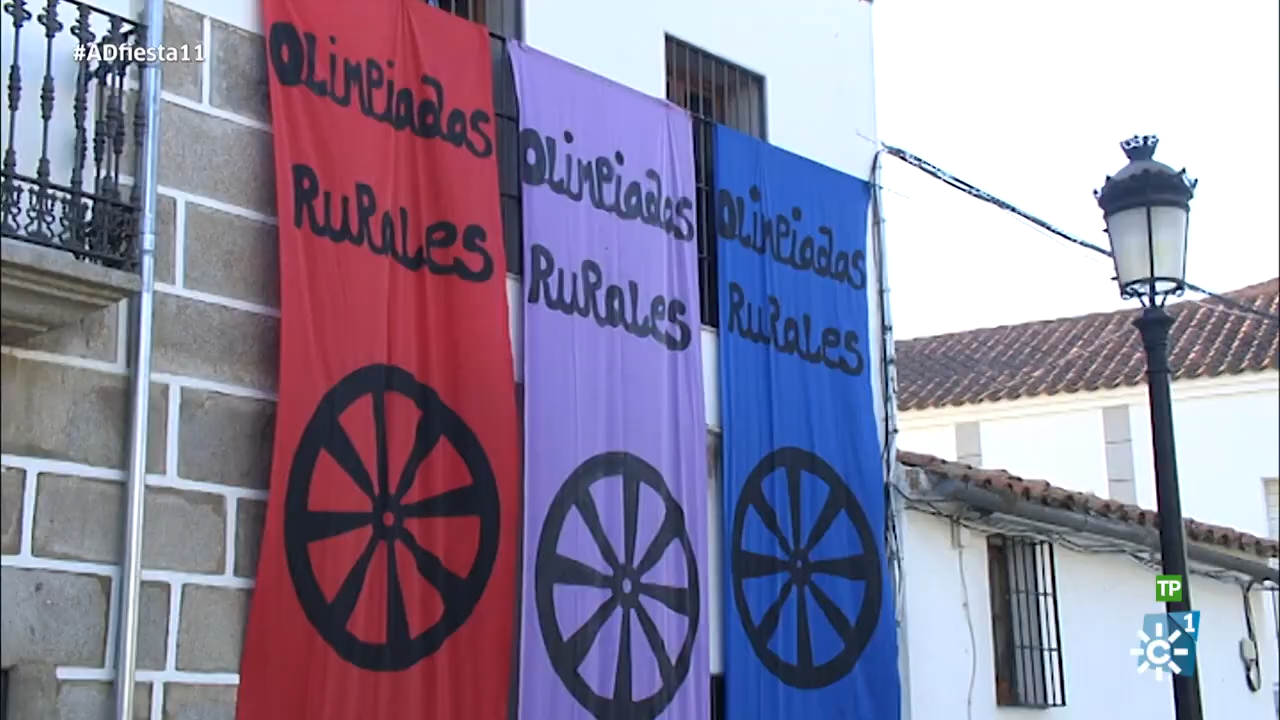 #ADfiesta11
OLimPiadas
RuRaLes
OLimPiadas
RuRaLes
OLimPiadas
RuRaLes
TP
1